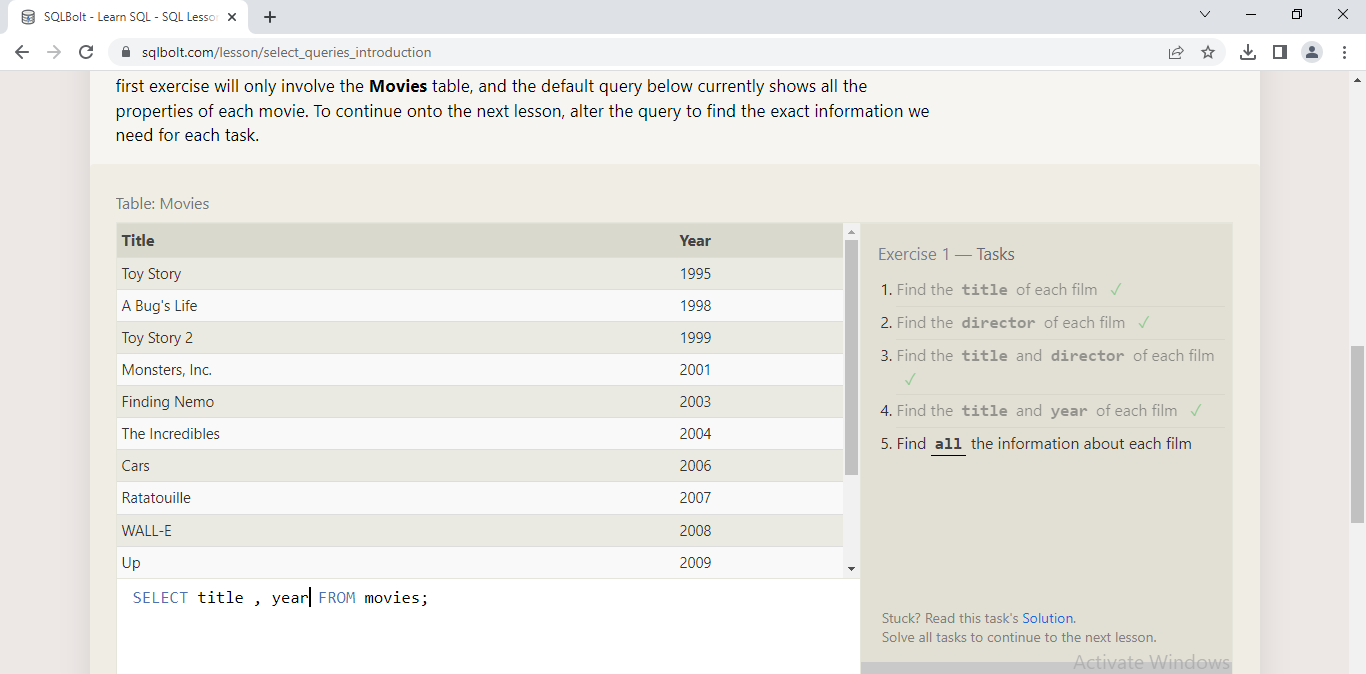 SQLBolt - Learn SQL - SQL Lesso
sqlbolt.com/lesson/select_queries_introduction
first exercise will only involve the Movies table, and the default query below currently shows all the
properties of each movie. To continue onto the next lesson, alter the query to find the exact information we
need for each task.
Table: Movies
Title Year
Toy Story 1995
A Bug's Life 1998
Toy Story 2 1999
Monsters, Inc. 2001
Finding Nemo 2003
The Incredibles 2004
Cars 2006
Ratatouille 2007
WALL-E 2008
Up 2009
SELECT title , year FROM movies;
Exercise 1 — Tasks
1. Find the title of each film ✓
2. Find the director of each film ✓
3. Find the title and director of each film
✓
4. Find the title and year of each film ✓
5. Find all the information about each film
Stuck? Read this task's Solution.
Solve all tasks to continue to the next lesson.
Activate Windows